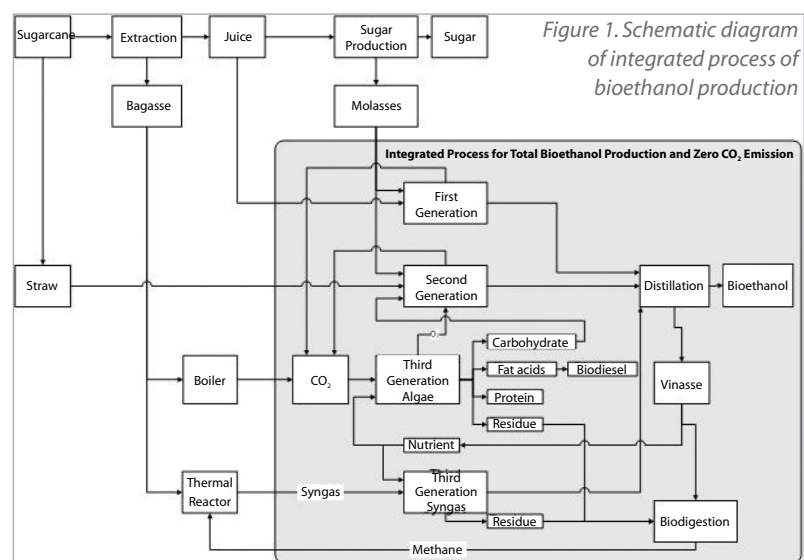 Figure 1. Schematic diagram
of integrated process of
bioethanol production
Sugarcane
Extraction
Juice
Sugar
Production
Sugar
Bagasse
Molasses
Integrated Process for Total Bioethanol Production and Zero CO₂ Emission
First
Generation
Straw
Second
Generation
Distillation
Bioethanol
O₂
Carbohydrate
Boiler
CO₂
Third
Generation
Algae
Fat acids
Biodiesel
Protein
Vinasse
Residue
Nutrient
Thermal
Reactor
Syngas
Third
Generation
Syngas
Residue
Biodigestion
Methane